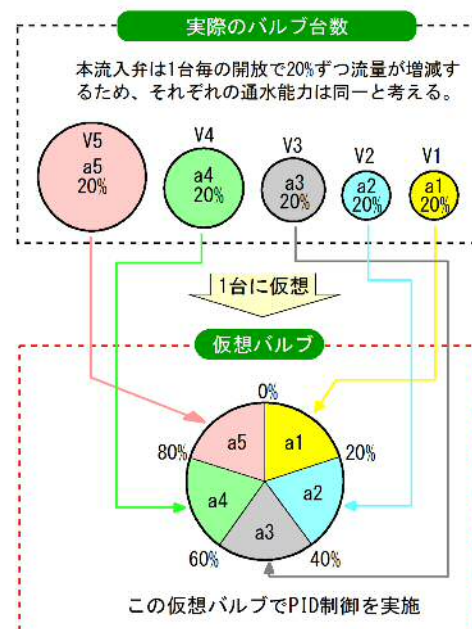 実際のバルブ台数
本流入弁は1台毎の開放で20%ずつ流量が増減す
るため、それぞれの通水能力は同一と考える。
V5
V4
V3
V2
V1
a5
20%
a4
20%
a3
20%
a2
20%
a1
20%
1台に仮想
仮想バルブ
0%
80%
a5
a1
20%
a4
a2
a3
60%
40%
この仮想バルブでPID制御を実施